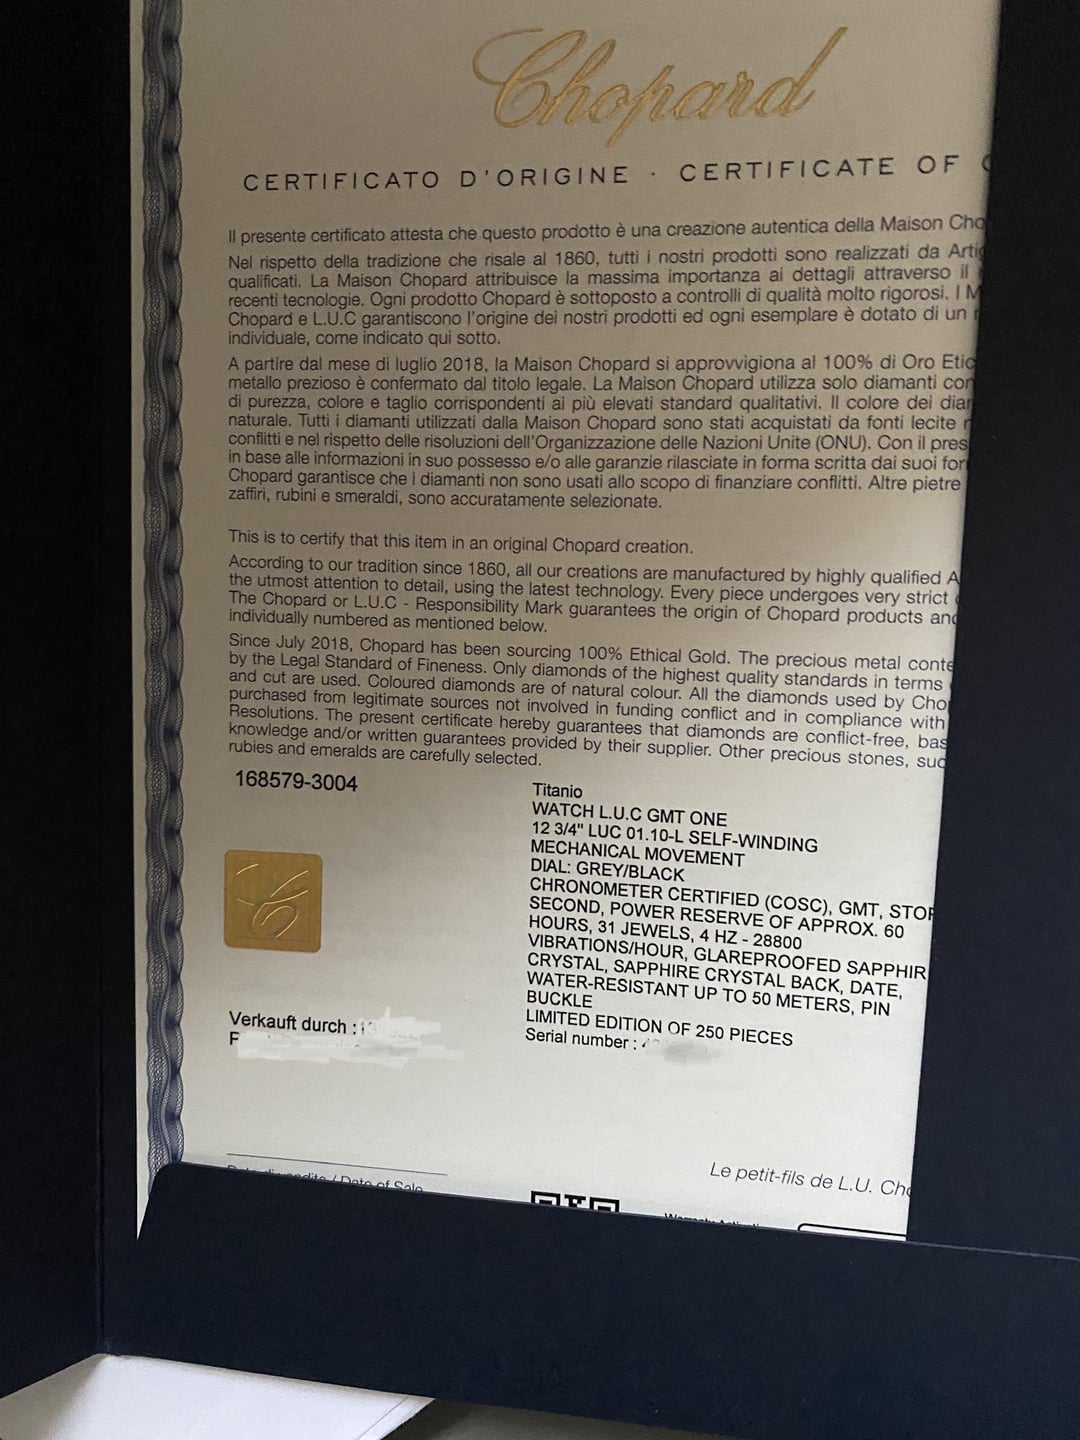 Chopard
CERTIFICATO D'ORIGINE · CERTIFICATE OF
Il presente certificato attesta che questo prodotto è una creazione autentica della Maison Cho
Nel rispetto della tradizione che risale al 1860, tutti i nostri prodotti sono realizzati da Artig
qualificati. La Maison Chopard attribuisce la massima importanza ai dettagli attraverso il
recenti tecnologie. Ogni prodotto Chopard è sottoposto a controlli di qualità molto rigorosi. I M
Chopard e L.U.C garantiscono l'origine dei nostri prodotti ed ogni esemplare è dotato di un
individuale, come indicato qui sotto.
A partire dal mese di luglio 2018, la Maison Chopard si approvvigiona al 100% di Oro Etic
metallo prezioso è confermato dal titolo legale. La Maison Chopard utilizza solo diamanti con
di purezza, colore e taglio corrispondenti ai più elevati standard qualitativi. Il colore dei diam
naturale. Tutti i diamanti utilizzati dalla Maison Chopard sono stati acquistati da fonti lecite
conflitti e nel rispetto delle risoluzioni dell'Organizzazione delle Nazioni Unite (ONU). Con il pres
in base alle informazioni in suo possesso e/o alle garanzie rilasciate in forma scritta dai suoi for
Chopard garantisce che i diamanti non sono usati allo scopo di finanziare conflitti. Altre pietre
zaffiri, rubini e smeraldi, sono accuratamente selezionate.
This is to certify that this item in an original Chopard creation.
According to our tradition since 1860, all our creations are manufactured by highly qualified A
the utmost attention to detail, using the latest technology. Every piece undergoes very strict
The Chopard or L.U.C - Responsibility Mark guarantees the origin of Chopard products and
individually numbered as mentioned below.
Since July 2018, Chopard has been sourcing 100% Ethical Gold. The precious metal conte
by the Legal Standard of Fineness. Only diamonds of the highest quality standards in terms
and cut are used. Coloured diamonds are of natural colour. All the diamonds used by Cho
purchased from legitimate sources not involved in funding conflict and in compliance with
Resolutions. The present certificate hereby guarantees that diamonds are conflict-free, bas
knowledge and/or written guarantees provided by their supplier. Other precious stones, suc
rubies and emeralds are carefully selected.
168579-3004
Titanio
WATCH L.U.C GMT ONE
12 3/4" LUC 01.10-L SELF-WINDING
MECHANICAL MOVEMENT
DIAL: GREY/BLACK
CHRONOMETER CERTIFIED (COSC), GMT, STOP
SECOND, POWER RESERVE OF APPROX. 60
HOURS, 31 JEWELS, 4 HZ - 28800
VIBRATIONS/HOUR, GLAREPROOFED SAPPHIR
CRYSTAL, SAPPHIRE CRYSTAL BACK, DATE,
WATER-RESISTANT UP TO 50 METERS, PIN
BUCKLE
LIMITED EDITION OF 250 PIECES
Serial number :
Verkauft durch :
F
Date of Sale
Le petit-fils de L.U. Cho